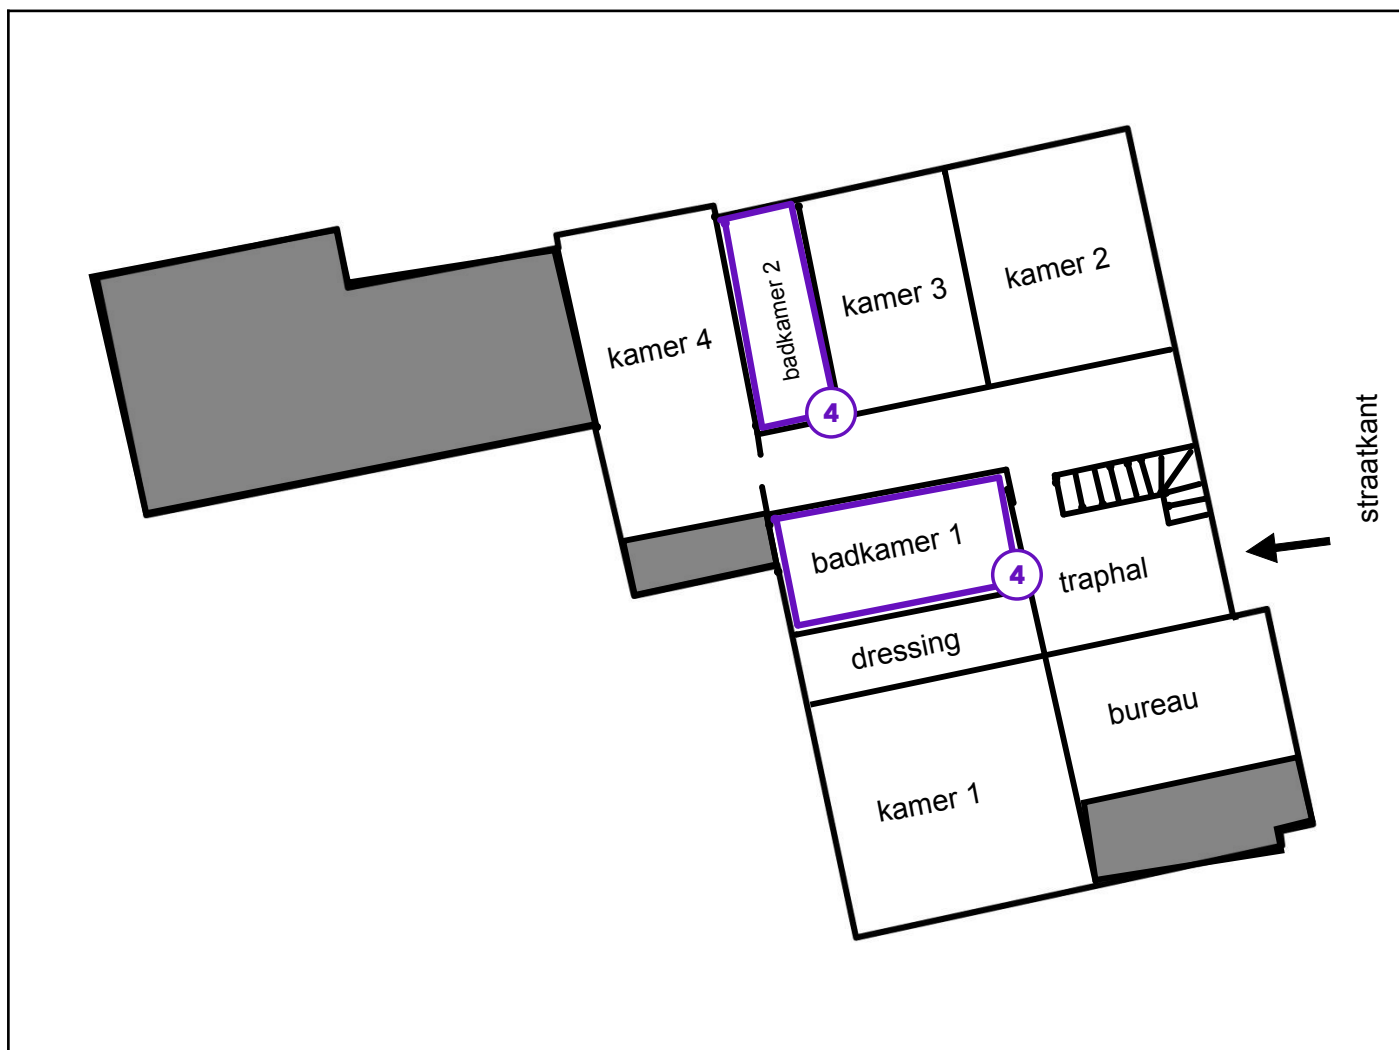 kamer 2
kamer 3
badkamer 2
kamer 4
4
straatkant
badkamer 1
4
traphal
dressing
bureau
kamer 1